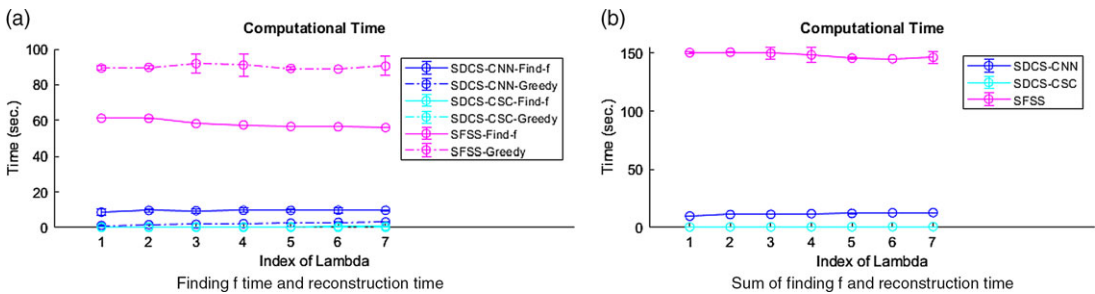 (a)
Computational Time
100
80
60
40
20
0
Time (sec.)
SDCS-CNN-Find-f
SDCS-CNN-Greedy
SDCS-CSC-Find-f
SDCS-CSC-Greedy
SFSS-Find-f
SFSS-Greedy
1 2 3 4 5 6 7
Index of Lambda
Finding f time and reconstruction time
(b)
Computational Time
150
100
50
0
Time (sec.)
SDCS-CNN
SDCS-CSC
SFSS
1 2 3 4 5 6 7
Index of Lambda
Sum of finding f and reconstruction time